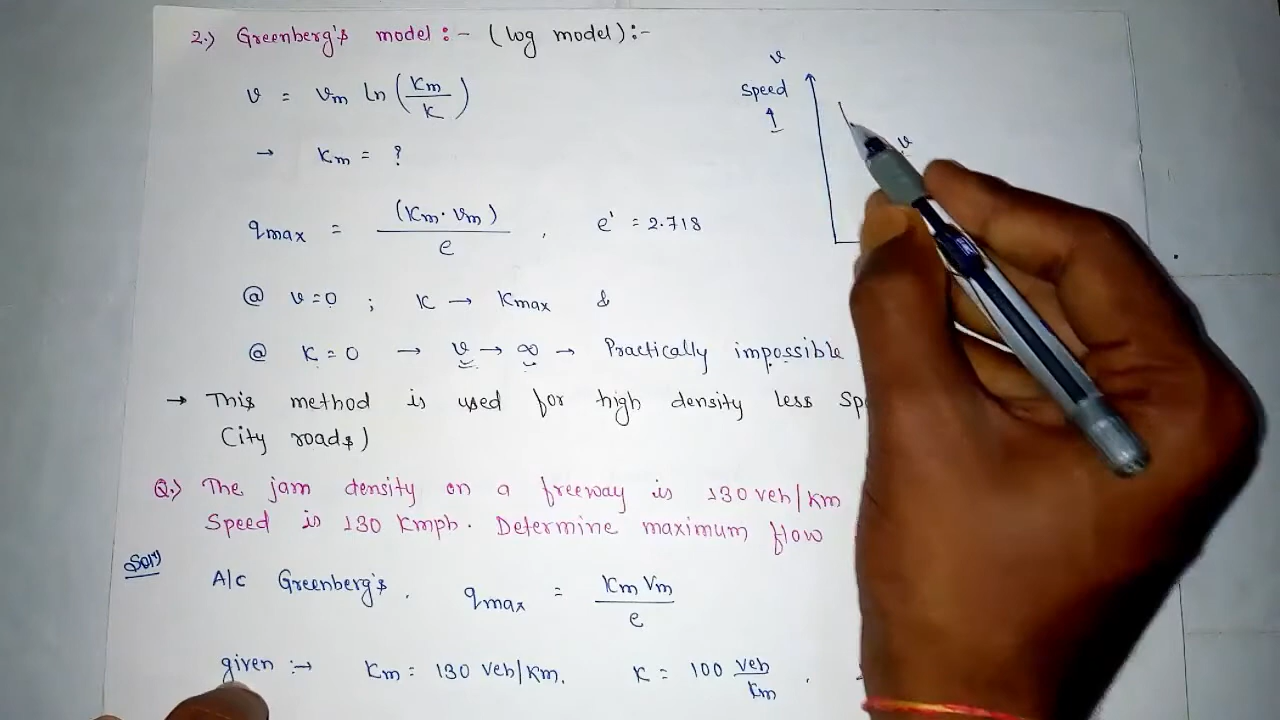 2.) Greenberg's model :- (log model) :-
v = vm ln (Km/K)
→ Km = ?
qmax = (Km·Vm)/e , e¹ = 2.718
@ v=0 ; K → Kmax &
@ K=0 → v → ∞ → Practically impossible
→ This method is used for high density less
City roads)
Q.) The jam density on a freeway is 130 veh/km
Speed is 130 Kmph. Determine maximum flow
Soln
A/c Greenberg's, qmax = Km Vm/e
given :→ Km = 130 veh/Km. K = 100 veh/Km ,
v
Speed
↑
v